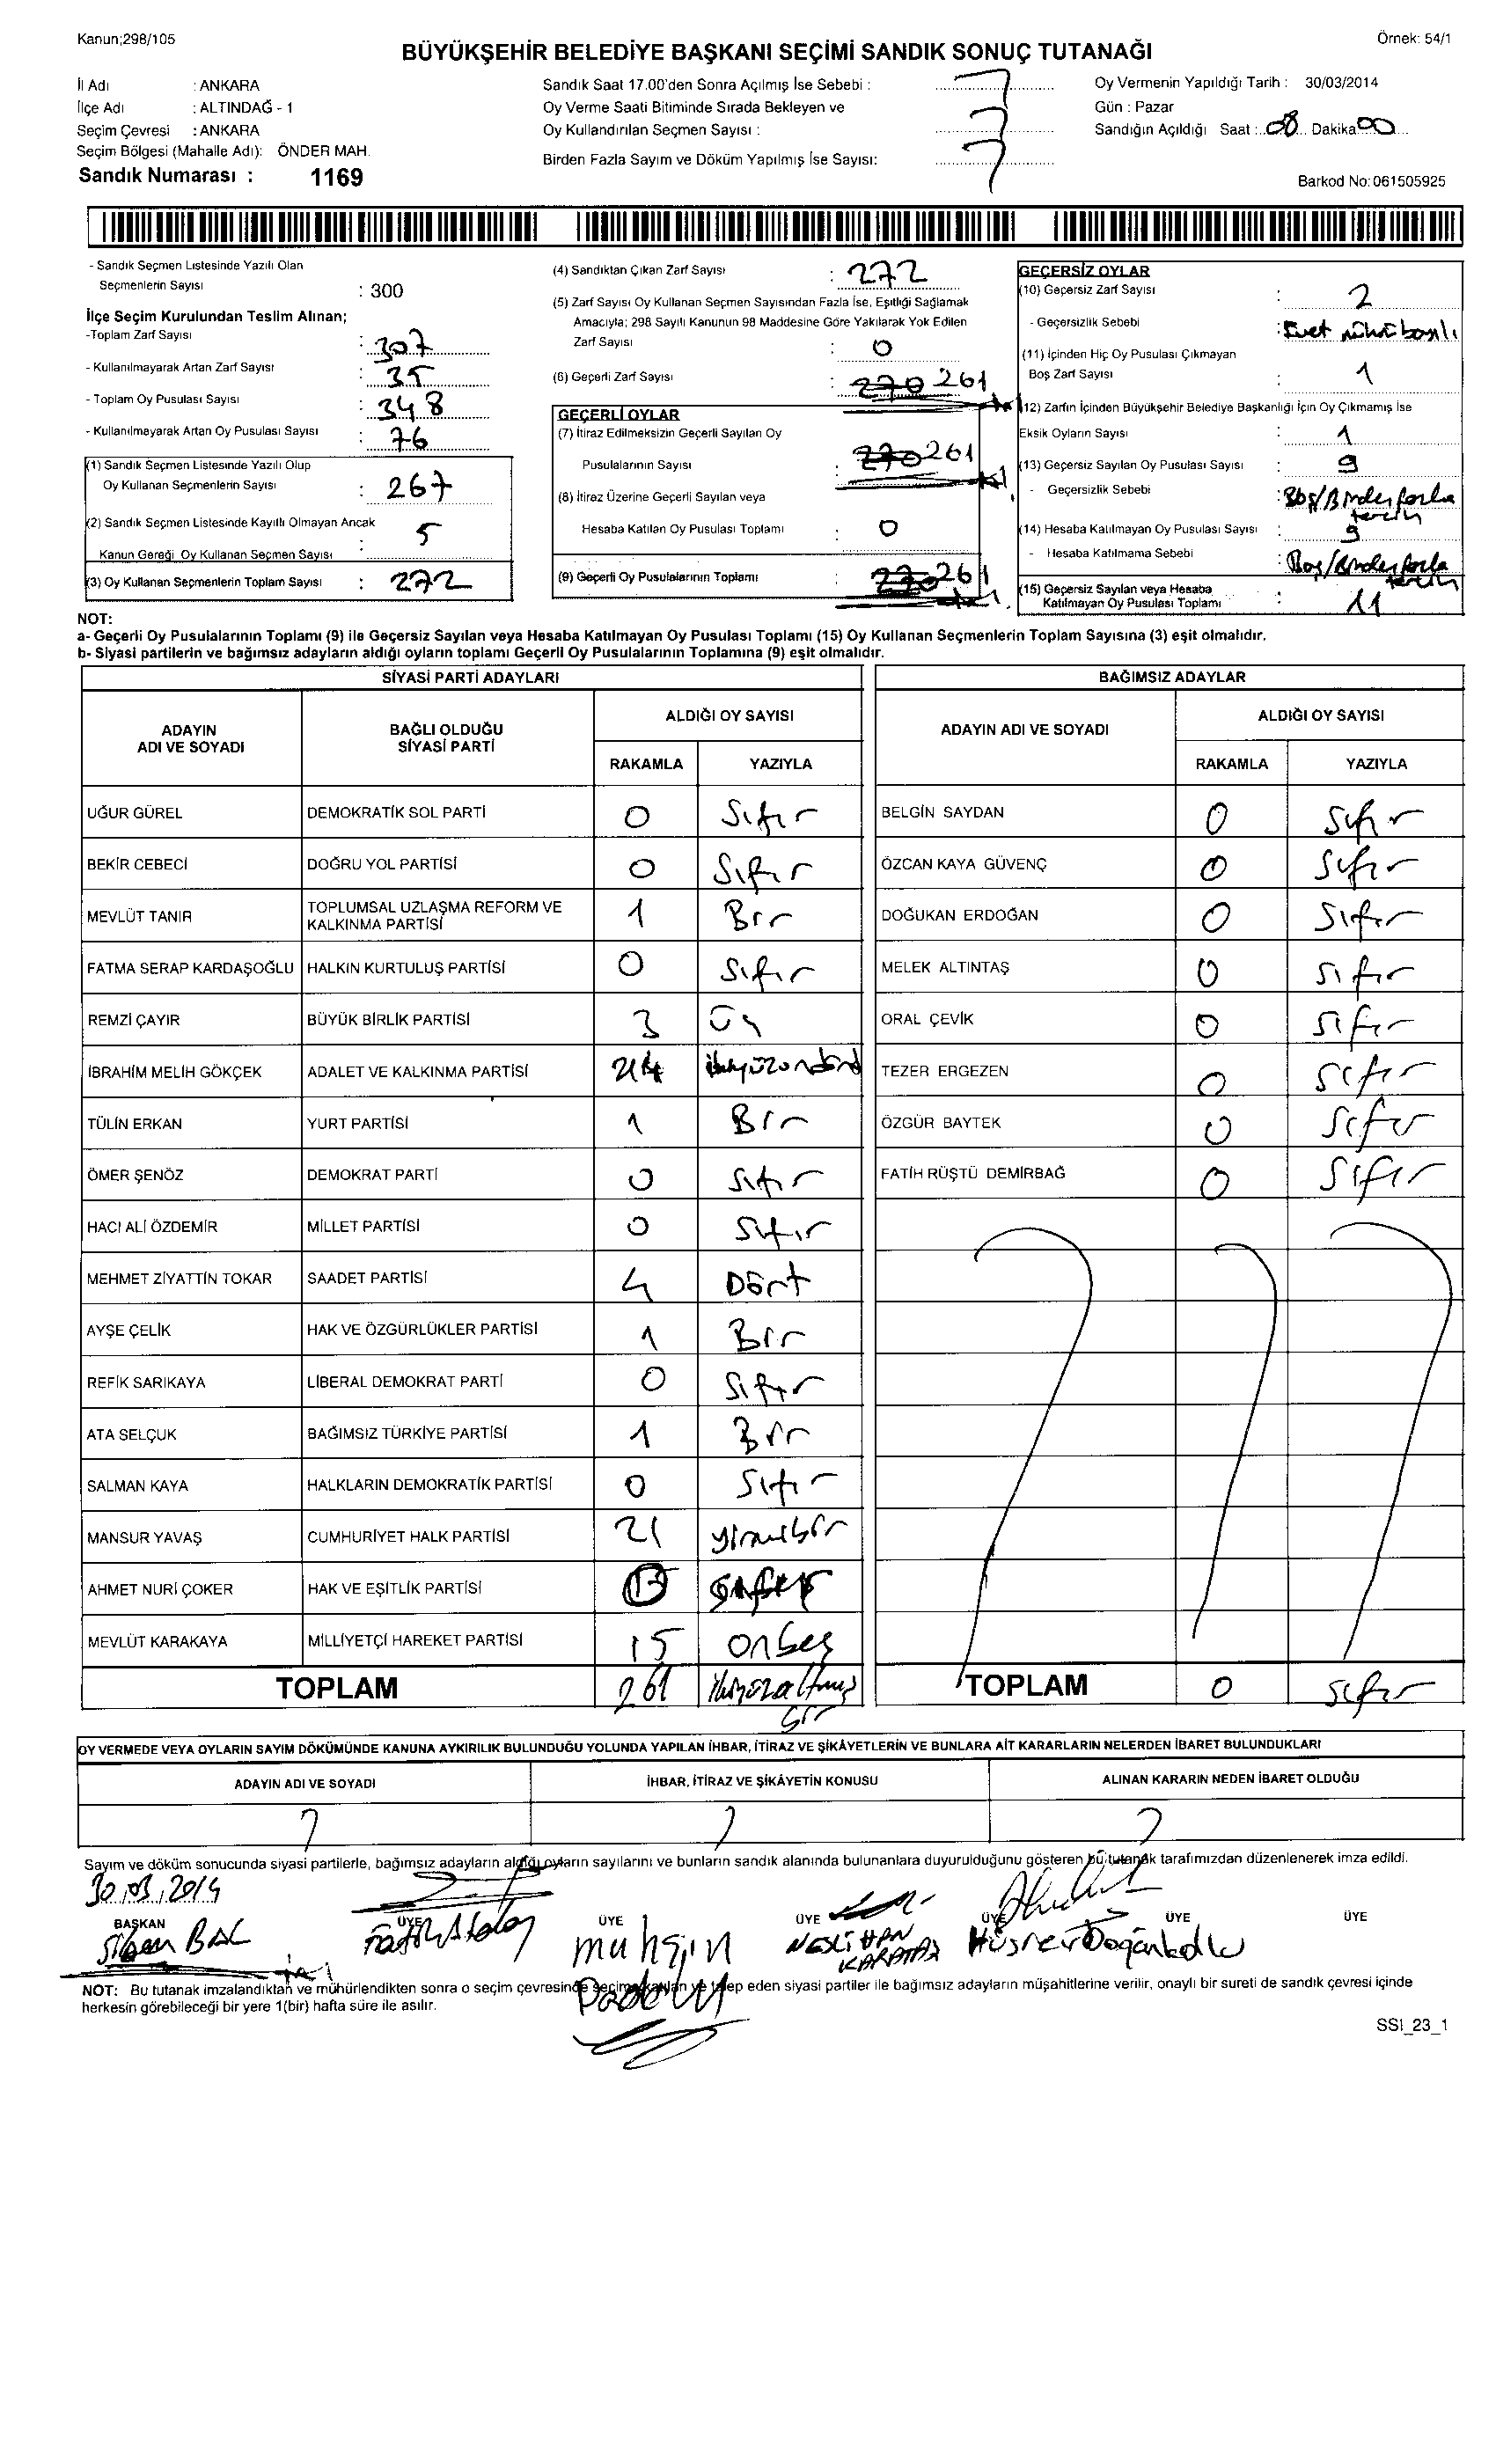 Kanun;298/105
Örnek: 54/1
BÜYÜKŞEHİR BELEDİYE BAŞKANI SEÇİMİ SANDIK SONUÇ TUTANAĞI
İl Adı : ANKARA
İlçe Adı : ALTINDAĞ - 1
Seçim Çevresi : ANKARA
Seçim Bölgesi (Mahalle Adı): ÖNDER MAH.
Sandık Numarası : 1169
Sandık Saat 17.00'den Sonra Açılmış İse Sebebi :
Oy Verme Saati Bitiminde Sırada Bekleyen ve
Oy Kullandırılan Seçmen Sayısı :
Birden Fazla Sayım ve Döküm Yapılmış İse Sayısı:
Oy Vermenin Yapıldığı Tarih : 30/03/2014
Gün : Pazar
Sandığın Açıldığı Saat : 08 Dakika 00
Barkod No: 061505925
- Sandık Seçmen Listesinde Yazılı Olan
Seçmenlerin Sayısı : 300
İlçe Seçim Kurulundan Teslim Alınan;
-Toplam Zarf Sayısı : 307
- Kullanılmayarak Artan Zarf Sayısı : 35
- Toplam Oy Pusulası Sayısı : 348
- Kullanılmayarak Artan Oy Pusulası Sayısı : 76
(1) Sandık Seçmen Listesinde Yazılı Olup
Oy Kullanan Seçmenlerin Sayısı : 267
(2) Sandık Seçmen Listesinde Kayıtlı Olmayan Ancak
Kanun Gereği Oy Kullanan Seçmen Sayısı : 5
(3) Oy Kullanan Seçmenlerin Toplam Sayısı : 272
(4) Sandıktan Çıkan Zarf Sayısı : 272
(5) Zarf Sayısı Oy Kullanan Seçmen Sayısından Fazla İse, Eşitliği Sağlamak
Amacıyla; 298 Sayılı Kanunun 98 Maddesine Göre Yakılarak Yok Edilen
Zarf Sayısı : 0
(6) Geçerli Zarf Sayısı : 270 261
GEÇERLİ OYLAR
(7) İtiraz Edilmeksizin Geçerli Sayılan Oy
Pusulalarının Sayısı : 270 261
(8) İtiraz Üzerine Geçerli Sayılan veya
Hesaba Katılan Oy Pusulası Toplamı : 0
(9) Geçerli Oy Pusulalarının Toplamı : 270 261
GEÇERSİZ OYLAR
(10) Geçersiz Zarf Sayısı : 2
- Geçersizlik Sebebi : Evet mührü basılı
(11) İçinden Hiç Oy Pusulası Çıkmayan
Boş Zarf Sayısı : 1
(12) Zarfın İçinden Büyükşehir Belediye Başkanlığı İçin Oy Çıkmamış İse
Eksik Oyların Sayısı : 1
(13) Geçersiz Sayılan Oy Pusulası Sayısı : 9
- Geçersizlik Sebebi : Boş/Birden fazla
tercih
(14) Hesaba Katılmayan Oy Pusulası Sayısı : 9
- Hesaba Katılmama Sebebi : Boş/Birden fazla
tercih
(15) Geçersiz Sayılan veya Hesaba
Katılmayan Oy Pusulası Toplamı : 11
NOT:
a- Geçerli Oy Pusulalarının Toplamı (9) ile Geçersiz Sayılan veya Hesaba Katılmayan Oy Pusulası Toplamı (15) Oy Kullanan Seçmenlerin Toplam Sayısına (3) eşit olmalıdır.
b- Siyasi partilerin ve bağımsız adayların aldığı oyların toplamı Geçerli Oy Pusulalarının Toplamına (9) eşit olmalıdır.
SİYASİ PARTİ ADAYLARI
ADAYIN ADI VE SOYADI BAĞLI OLDUĞU SİYASİ PARTİ ALDIĞI OY SAYISI
RAKAMLA YAZIYLA
UĞUR GÜREL DEMOKRATİK SOL PARTİ 0 Sıfır
BEKİR CEBECİ DOĞRU YOL PARTİSİ 0 Sıfır
MEVLÜT TANIR TOPLUMSAL UZLAŞMA REFORM VE KALKINMA PARTİSİ 1 Bir
FATMA SERAP KARDAŞOĞLU HALKIN KURTULUŞ PARTİSİ 0 Sıfır
REMZİ ÇAYIR BÜYÜK BİRLİK PARTİSİ 3 Üç
İBRAHİM MELİH GÖKÇEK ADALET VE KALKINMA PARTİSİ 214 ikiyüzondört
TÜLİN ERKAN YURT PARTİSİ 1 Bir
ÖMER ŞENÖZ DEMOKRAT PARTİ 0 Sıfır
HACI ALİ ÖZDEMİR MİLLET PARTİSİ 0 Sıfır
MEHMET ZİYATTİN TOKAR SAADET PARTİSİ 4 Dört
AYŞE ÇELİK HAK VE ÖZGÜRLÜKLER PARTİSİ 1 Bir
REFİK SARIKAYA LİBERAL DEMOKRAT PARTİ 0 Sıfır
ATA SELÇUK BAĞIMSIZ TÜRKİYE PARTİSİ 1 Bir
SALMAN KAYA HALKLARIN DEMOKRATİK PARTİSİ 0 Sıfır
MANSUR YAVAŞ CUMHURİYET HALK PARTİSİ 21 yirmibir
AHMET NURİ ÇOKER HAK VE EŞİTLİK PARTİSİ
MEVLÜT KARAKAYA MİLLİYETÇİ HAREKET PARTİSİ 15 onbeş
TOPLAM 261 ikiyüzaltmış
bir
BAĞIMSIZ ADAYLAR
ADAYIN ADI VE SOYADI ALDIĞI OY SAYISI
RAKAMLA YAZIYLA
BELGİN SAYDAN 0 Sıfır
ÖZCAN KAYA GÜVENÇ 0 Sıfır
DOĞUKAN ERDOĞAN 0 Sıfır
MELEK ALTINTAŞ 0 Sıfır
ORAL ÇEVİK 0 Sıfır
TEZER ERGEZEN 0 Sıfır
ÖZGÜR BAYTEK 0 Sıfır
FATİH RÜŞTÜ DEMİRBAĞ 0 Sıfır
TOPLAM 0 Sıfır
OY VERMEDE VEYA OYLARIN SAYIM DÖKÜMÜNDE KANUNA AYKIRILIK BULUNDUĞU YOLUNDA YAPILAN İHBAR, İTİRAZ VE ŞİKÂYETLERİN VE BUNLARA AİT KARARLARIN NELERDEN İBARET BULUNDUKLARI
ADAYIN ADI VE SOYADI İHBAR, İTİRAZ VE ŞİKÂYETİN KONUSU ALINAN KARARIN NEDEN İBARET OLDUĞU
Sayım ve döküm sonucunda siyasi partilerle, bağımsız adayların aldığı oyların sayılarını ve bunların sandık alanında bulunanlara duyurulduğunu gösteren bu tutanak tarafımızdan düzenlenerek imza edildi.
30.03.2014
BAŞKAN ÜYE ÜYE ÜYE ÜYE ÜYE ÜYE
BAL muhsin NESLİHAN
NOT: Bu tutanak imzalandıktan ve mühürlendikten sonra o seçim çevresinde seçime katılan ve talep eden siyasi partiler ile bağımsız adayların müşahitlerine verilir, onaylı bir sureti de sandık çevresi içinde
herkesin görebileceği bir yere 1(bir) hafta süre ile asılır.
SSI_23_1